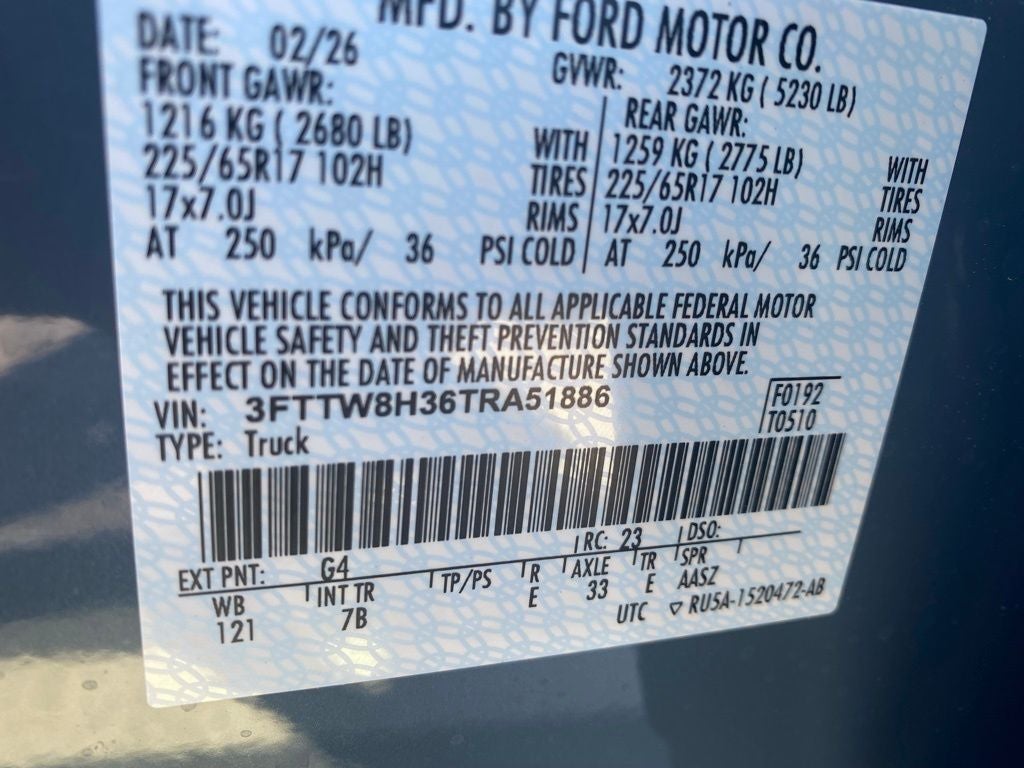 MFD. BY FORD MOTOR CO.
DATE: 02/26 GVWR: 2372 KG ( 5230 LB)
FRONT GAWR: REAR GAWR:
1216 KG ( 2680 LB) WITH 1259 KG ( 2775 LB) WITH
225/65R17 102H TIRES 225/65R17 102H TIRES
17x7.0J RIMS 17x7.0J RIMS
AT 250 kPa/ 36 PSI COLD AT 250 kPa/ 36 PSI COLD
THIS VEHICLE CONFORMS TO ALL APPLICABLE FEDERAL MOTOR
VEHICLE SAFETY AND THEFT PREVENTION STANDARDS IN
EFFECT ON THE DATE OF MANUFACTURE SHOWN ABOVE.
VIN: 3FTTW8H36TRA51886 F0192
TYPE: Truck T0510
EXT PNT: G4 RC: 23 DSO:
WB INT TR TP/PS R AXLE TR SPR
121 7B E 33 E AASZ
UTC ▽ RU5A-1520472-AB